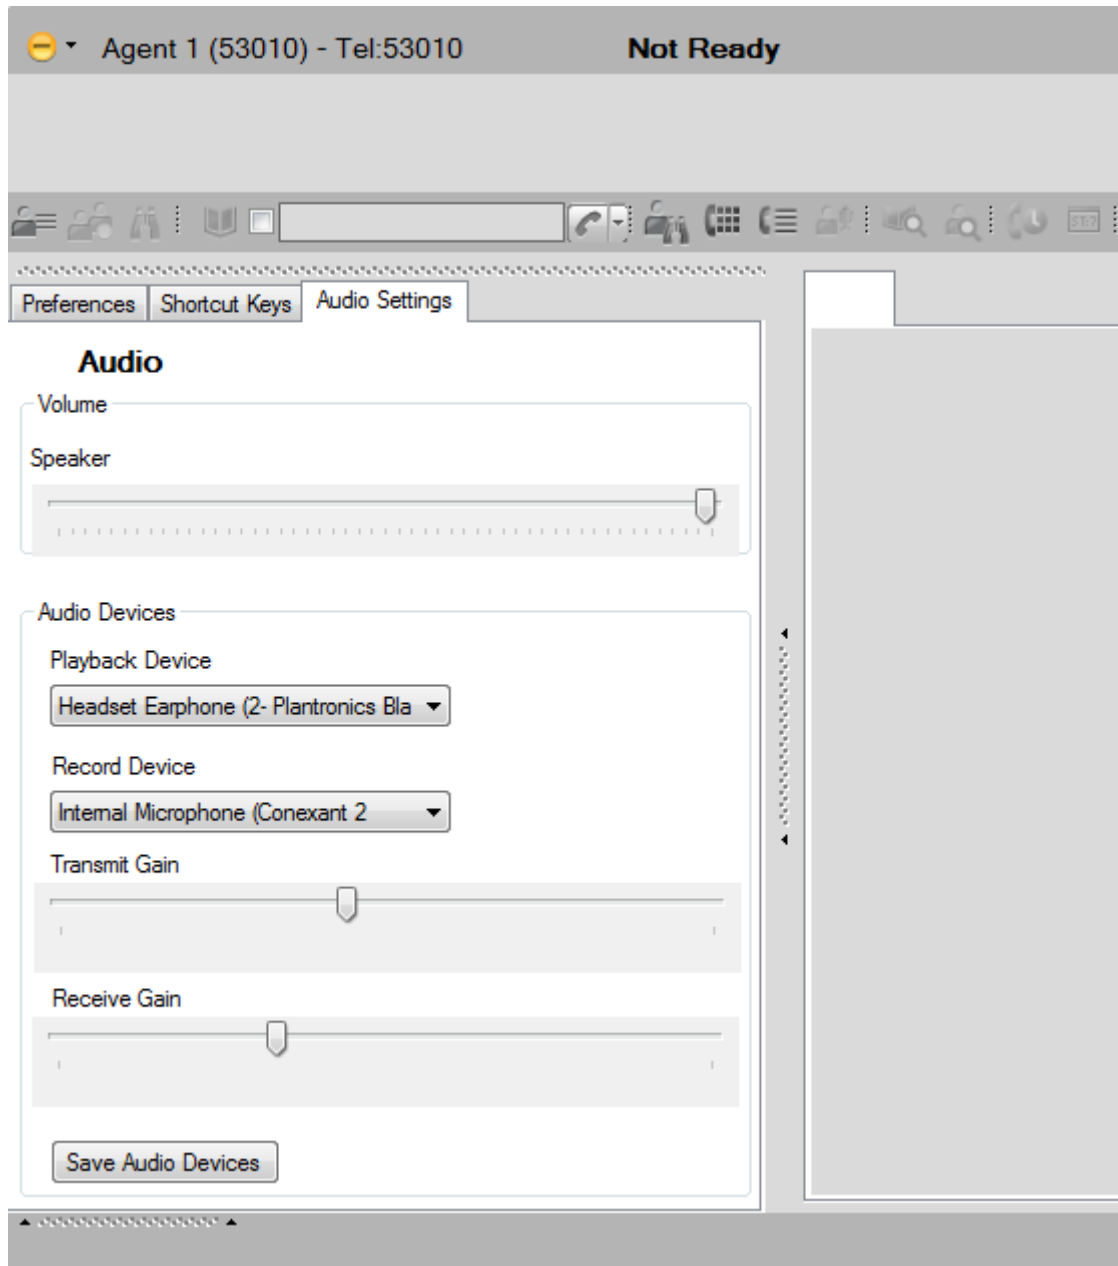 Agent 1 (53010) - Tel:53010 Not Ready
Preferences Shortcut Keys Audio Settings
Audio
Volume
Speaker
Audio Devices
Playback Device
Headset Earphone (2- Plantronics Bla
Record Device
Internal Microphone (Conexant 2
Transmit Gain
Receive Gain
Save Audio Devices